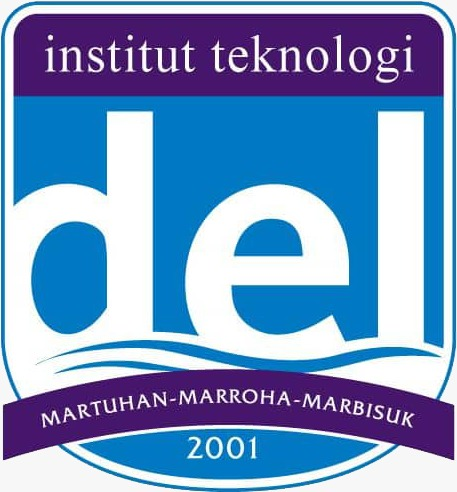 institut teknologi
del
MARTUHAN-MARROHA-MARBISUK
2001